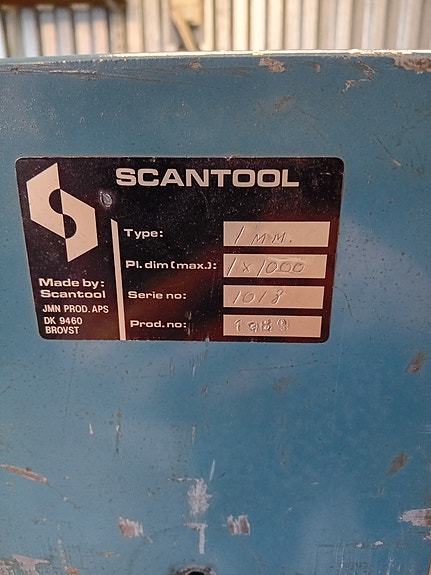 SCANTOOL
Type: 1 MM.
Pl.dim(max.): 1 x 1000
Serie no: 1018
Prod.no: 1989
Made by:
Scantool
JMN PROD. APS
DK 9460
BROVST